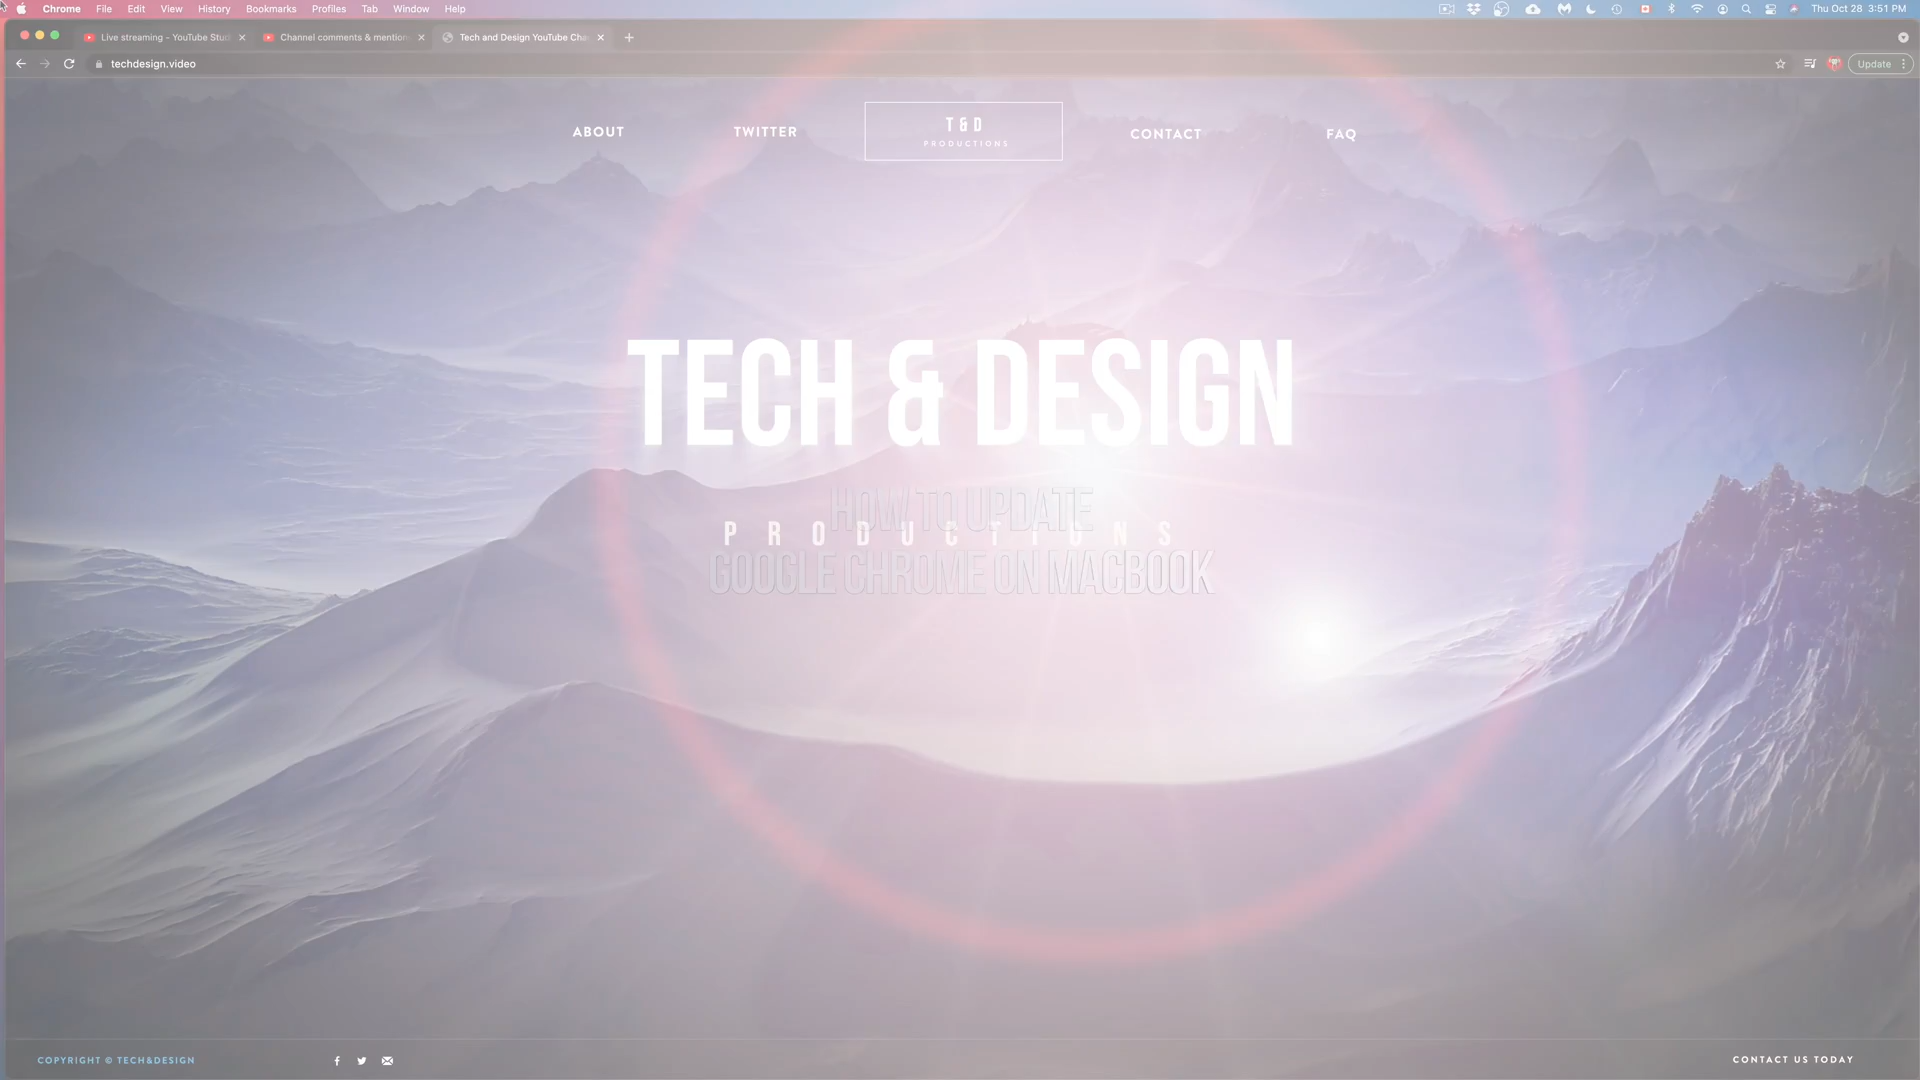 Chrome File Edit View History Bookmarks Profiles Tab Window Help
Thu Oct 28 3:51 PM
Live streaming - YouTube Stud
Channel comments & mention
Tech and Design YouTube Cha
techdesign.video
Update
ABOUT
TWITTER
T&D
PRODUCTIONS
CONTACT
FAQ
TECH & DESIGN
PRODUCTIONS
HOW TO UPDATE
GOOGLE CHROME ON MACBOOK
COPYRIGHT © TECH&DESIGN
CONTACT US TODAY